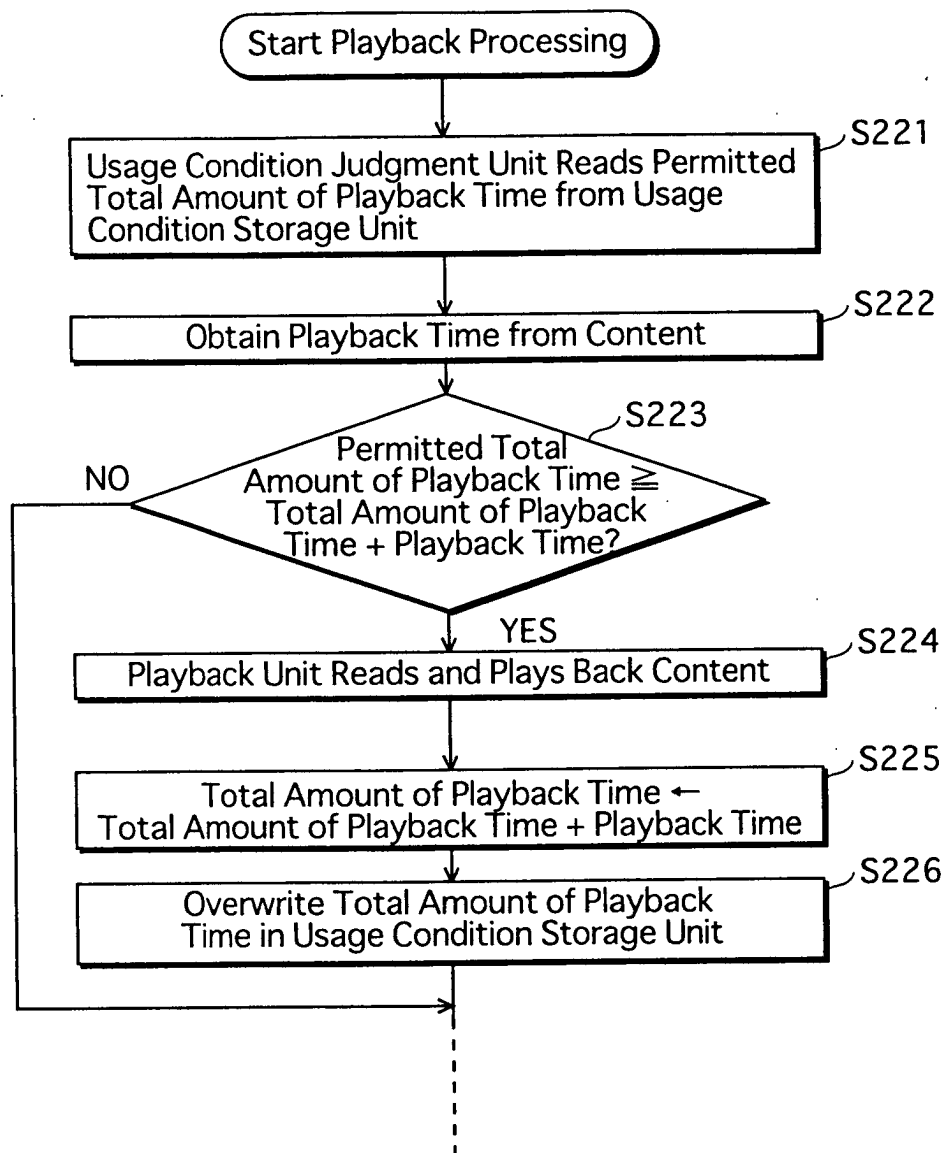 Start Playback Processing
S221
Usage Condition Judgment Unit Reads Permitted
Total Amount of Playback Time from Usage
Condition Storage Unit
S222
Obtain Playback Time from Content
S223
Permitted Total
Amount of Playback Time ≧
Total Amount of Playback
Time + Playback Time?
NO
YES
S224
Playback Unit Reads and Plays Back Content
S225
Total Amount of Playback Time ←
Total Amount of Playback Time + Playback Time
S226
Overwrite Total Amount of Playback
Time in Usage Condition Storage Unit